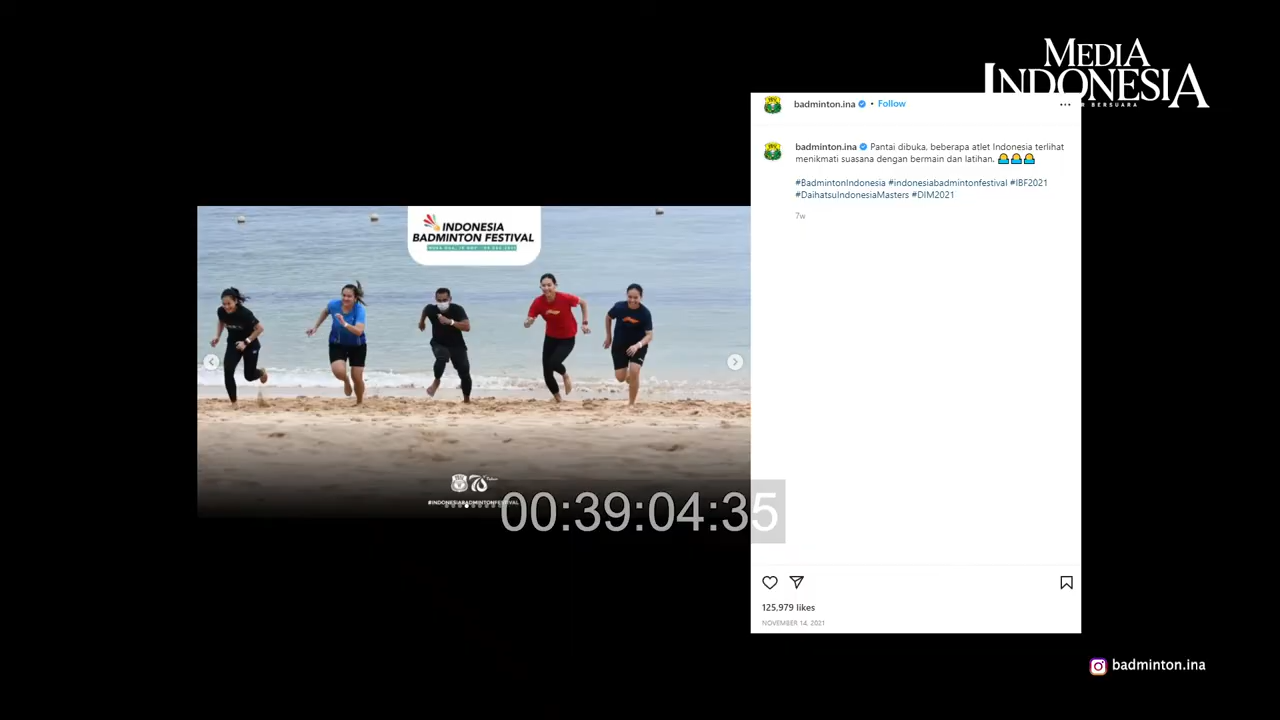 MEDIA
INDONESIA
R BERSUARA
badminton.ina • Follow
badminton.ina Pantai dibuka, beberapa atlet Indonesia terlihat
menikmati suasana dengan bermain dan latihan.
#BadmintonIndonesia #indonesiabadmintonfestival #IBF2021
#DaihatsuIndonesiaMasters #DIM2021
7w
INDONESIA
BADMINTON FESTIVAL
#INDONESIABADMINTONFESTIVAL
00:39:04:35
125,979 likes
NOVEMBER 14, 2021
badminton.ina